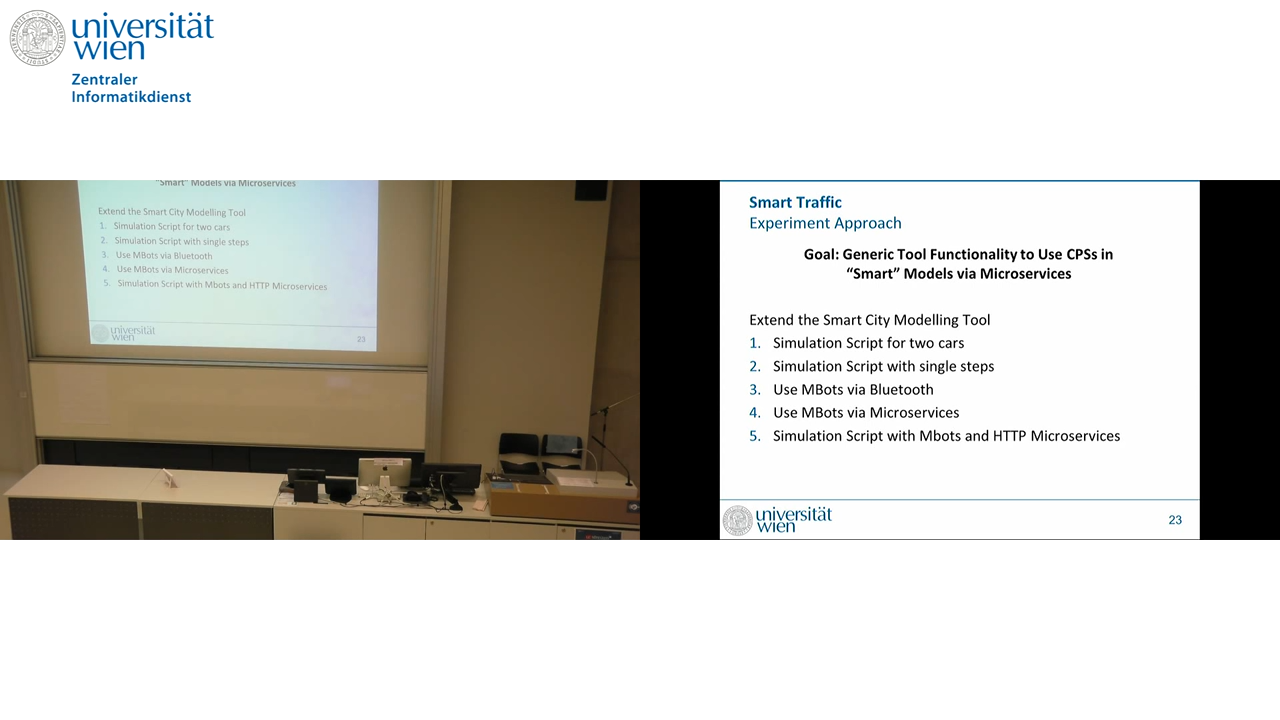 universität
wien
Zentraler
Informatikdienst
"Smart" Models via Microservices
Extend the Smart City Modelling Tool
1. Simulation Script for two cars
2. Simulation Script with single steps
3. Use MBots via Bluetooth
4. Use MBots via Microservices
5. Simulation Script with Mbots and HTTP Microservices
universität
wien
23
Smart Traffic
Experiment Approach
Goal: Generic Tool Functionality to Use CPSs in
“Smart” Models via Microservices
Extend the Smart City Modelling Tool
1. Simulation Script for two cars
2. Simulation Script with single steps
3. Use MBots via Bluetooth
4. Use MBots via Microservices
5. Simulation Script with Mbots and HTTP Microservices
universität
wien
23